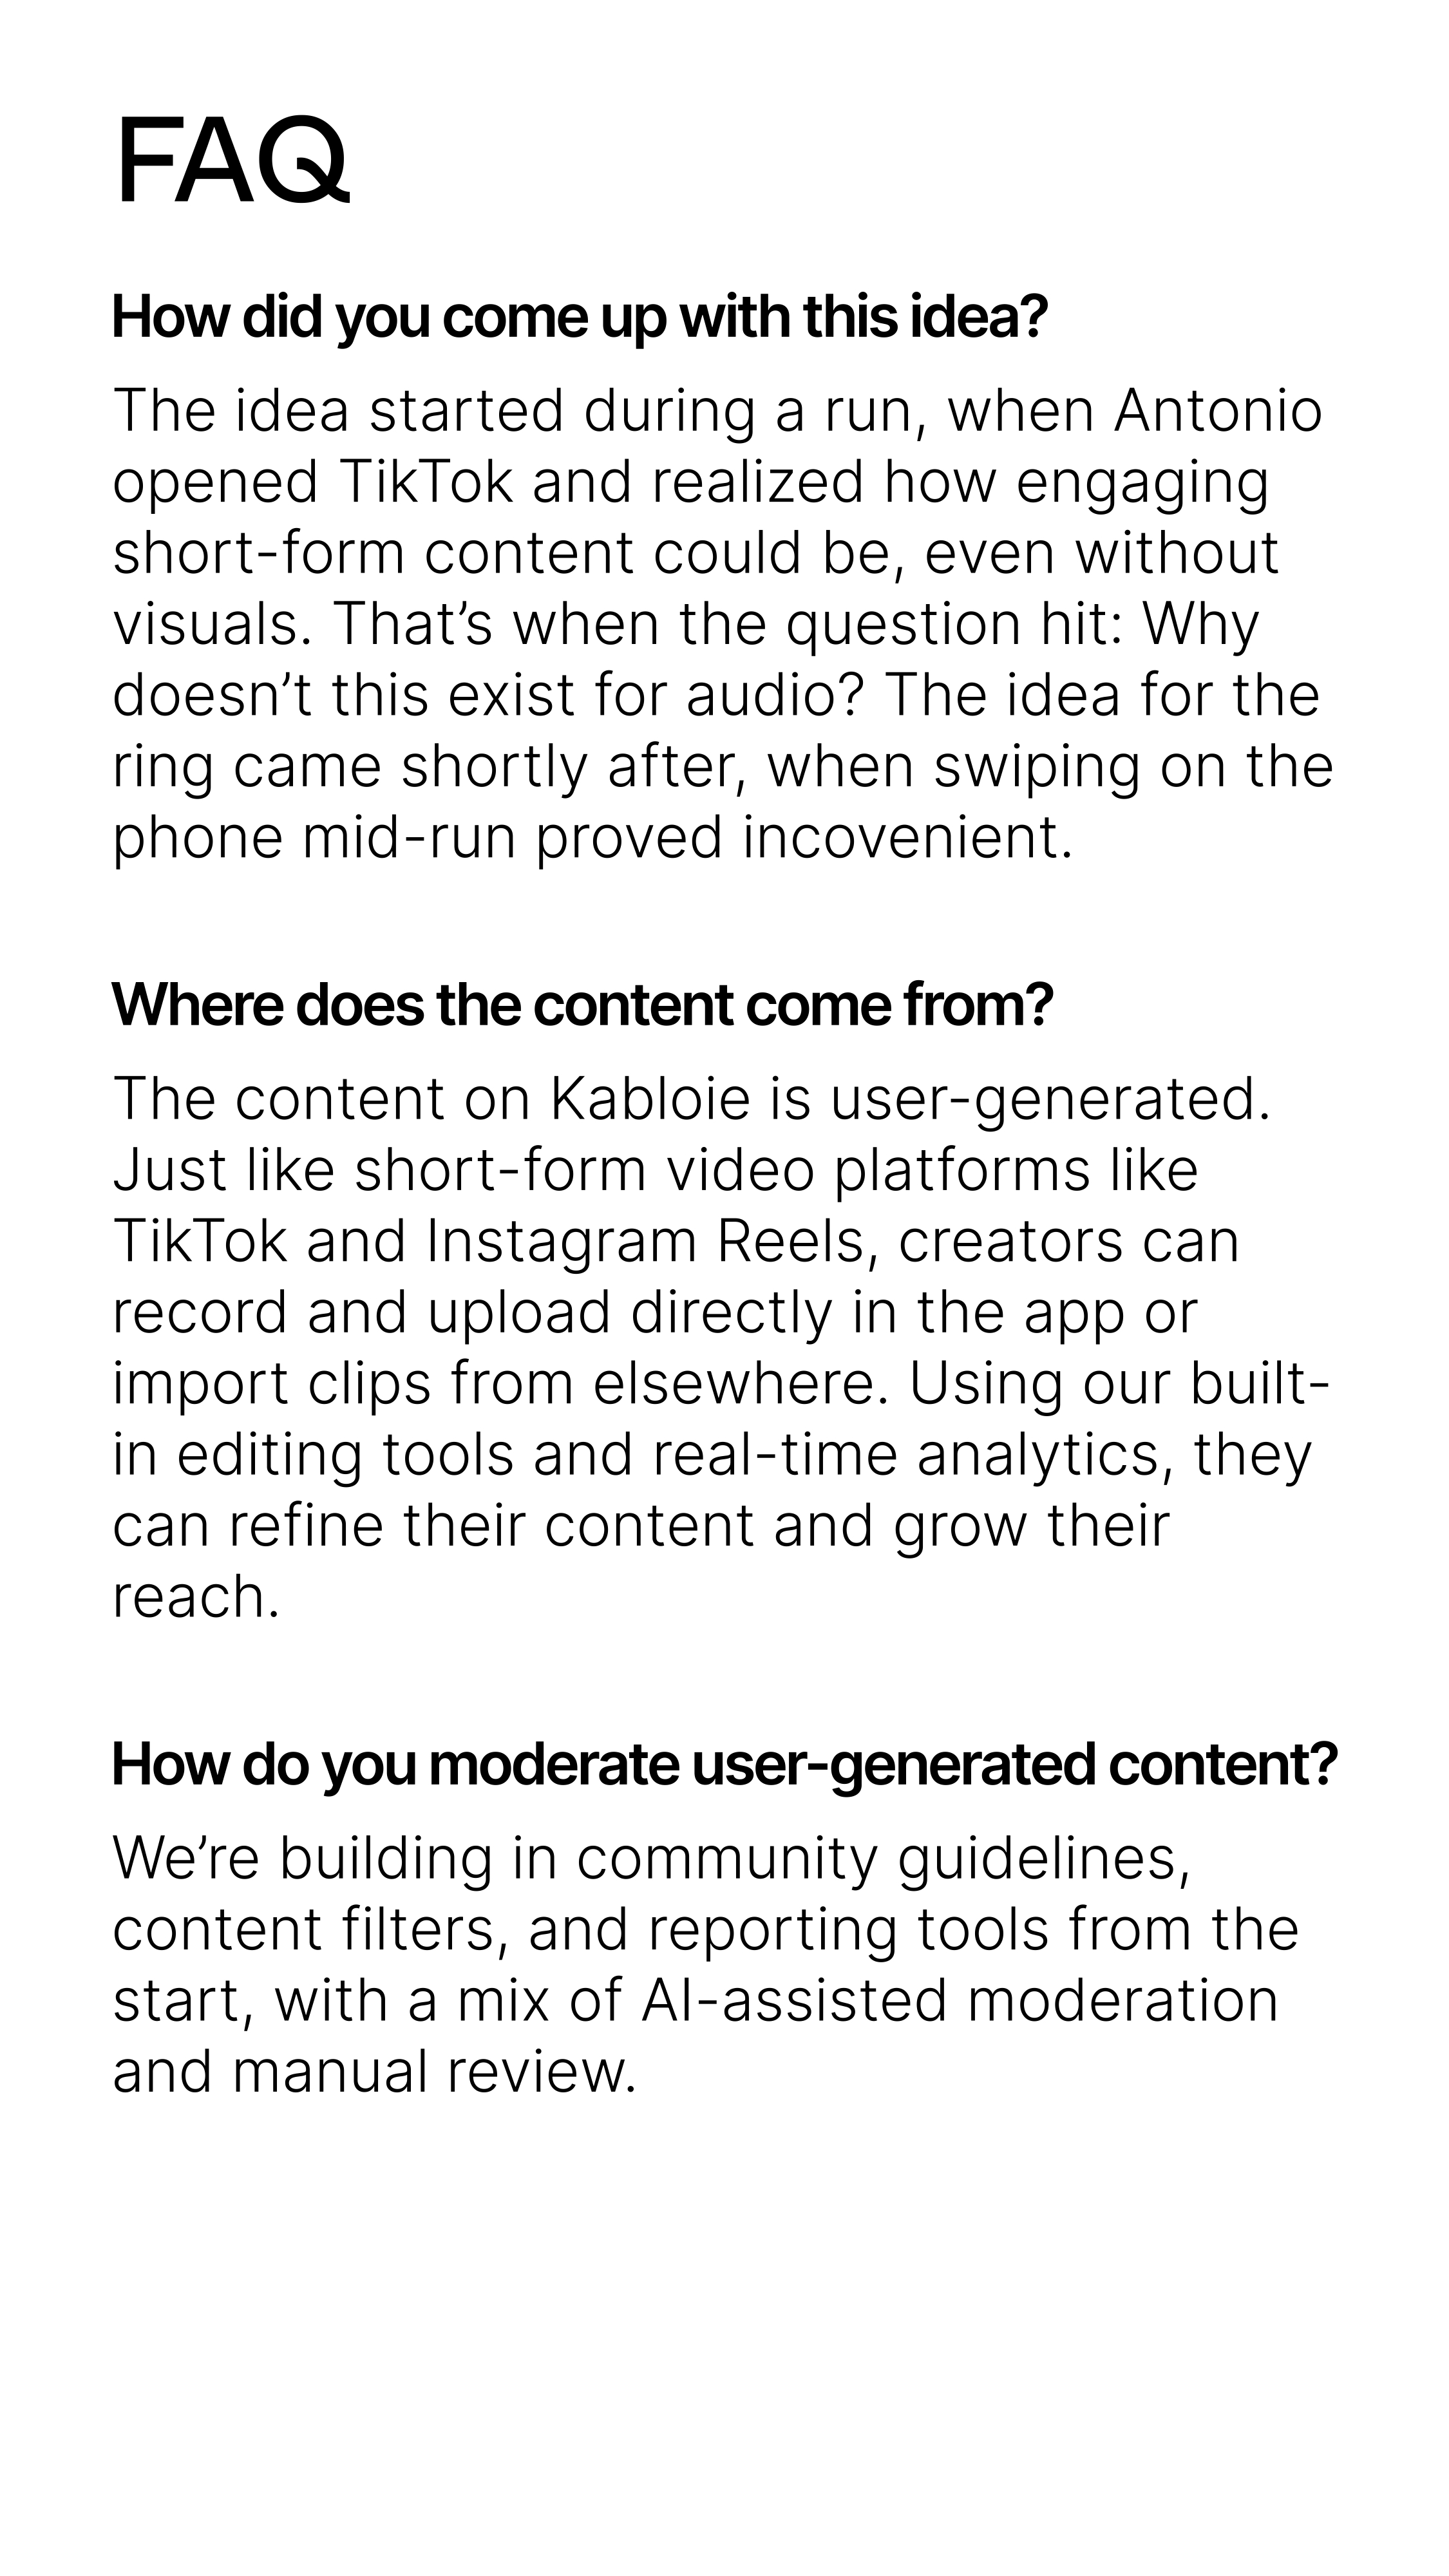 FAQ
How did you come up with this idea?
The idea started during a run, when Antonio
opened TikTok and realized how engaging
short-form content could be, even without
visuals. That’s when the question hit: Why
doesn’t this exist for audio? The idea for the
ring came shortly after, when swiping on the
phone mid-run proved incovenient.
Where does the content come from?
The content on Kabloie is user-generated.
Just like short-form video platforms like
TikTok and Instagram Reels, creators can
record and upload directly in the app or
import clips from elsewhere. Using our built-
in editing tools and real-time analytics, they
can refine their content and grow their
reach.
How do you moderate user-generated content?
We’re building in community guidelines,
content filters, and reporting tools from the
start, with a mix of AI-assisted moderation
and manual review.